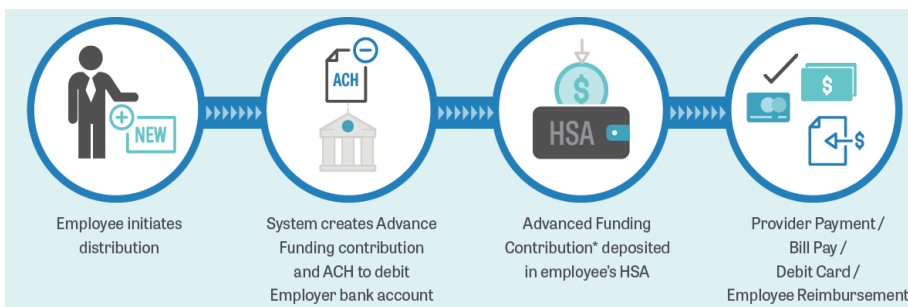 NEW
ACH
$
HSA
$
$
Employee initiates
distribution
System creates Advance
Funding contribution
and ACH to debit
Employer bank account
Advanced Funding
Contribution* deposited
in employee's HSA
Provider Payment /
Bill Pay /
Debit Card /
Employee Reimbursement